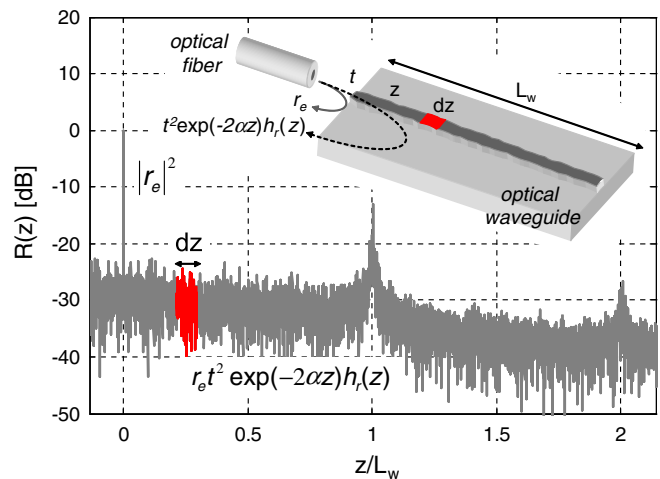 20
10
0
-10
-20
-30
-40
-50
R(z) [dB]
optical
fiber
t
z
dz
L_w
r_e
t²exp(-2αz)h_r(z)
optical
waveguide
|r_e|²
dz
r_e t² exp(−2αz)h_r(z)
0
0.5
1
1.5
2
z/L_w